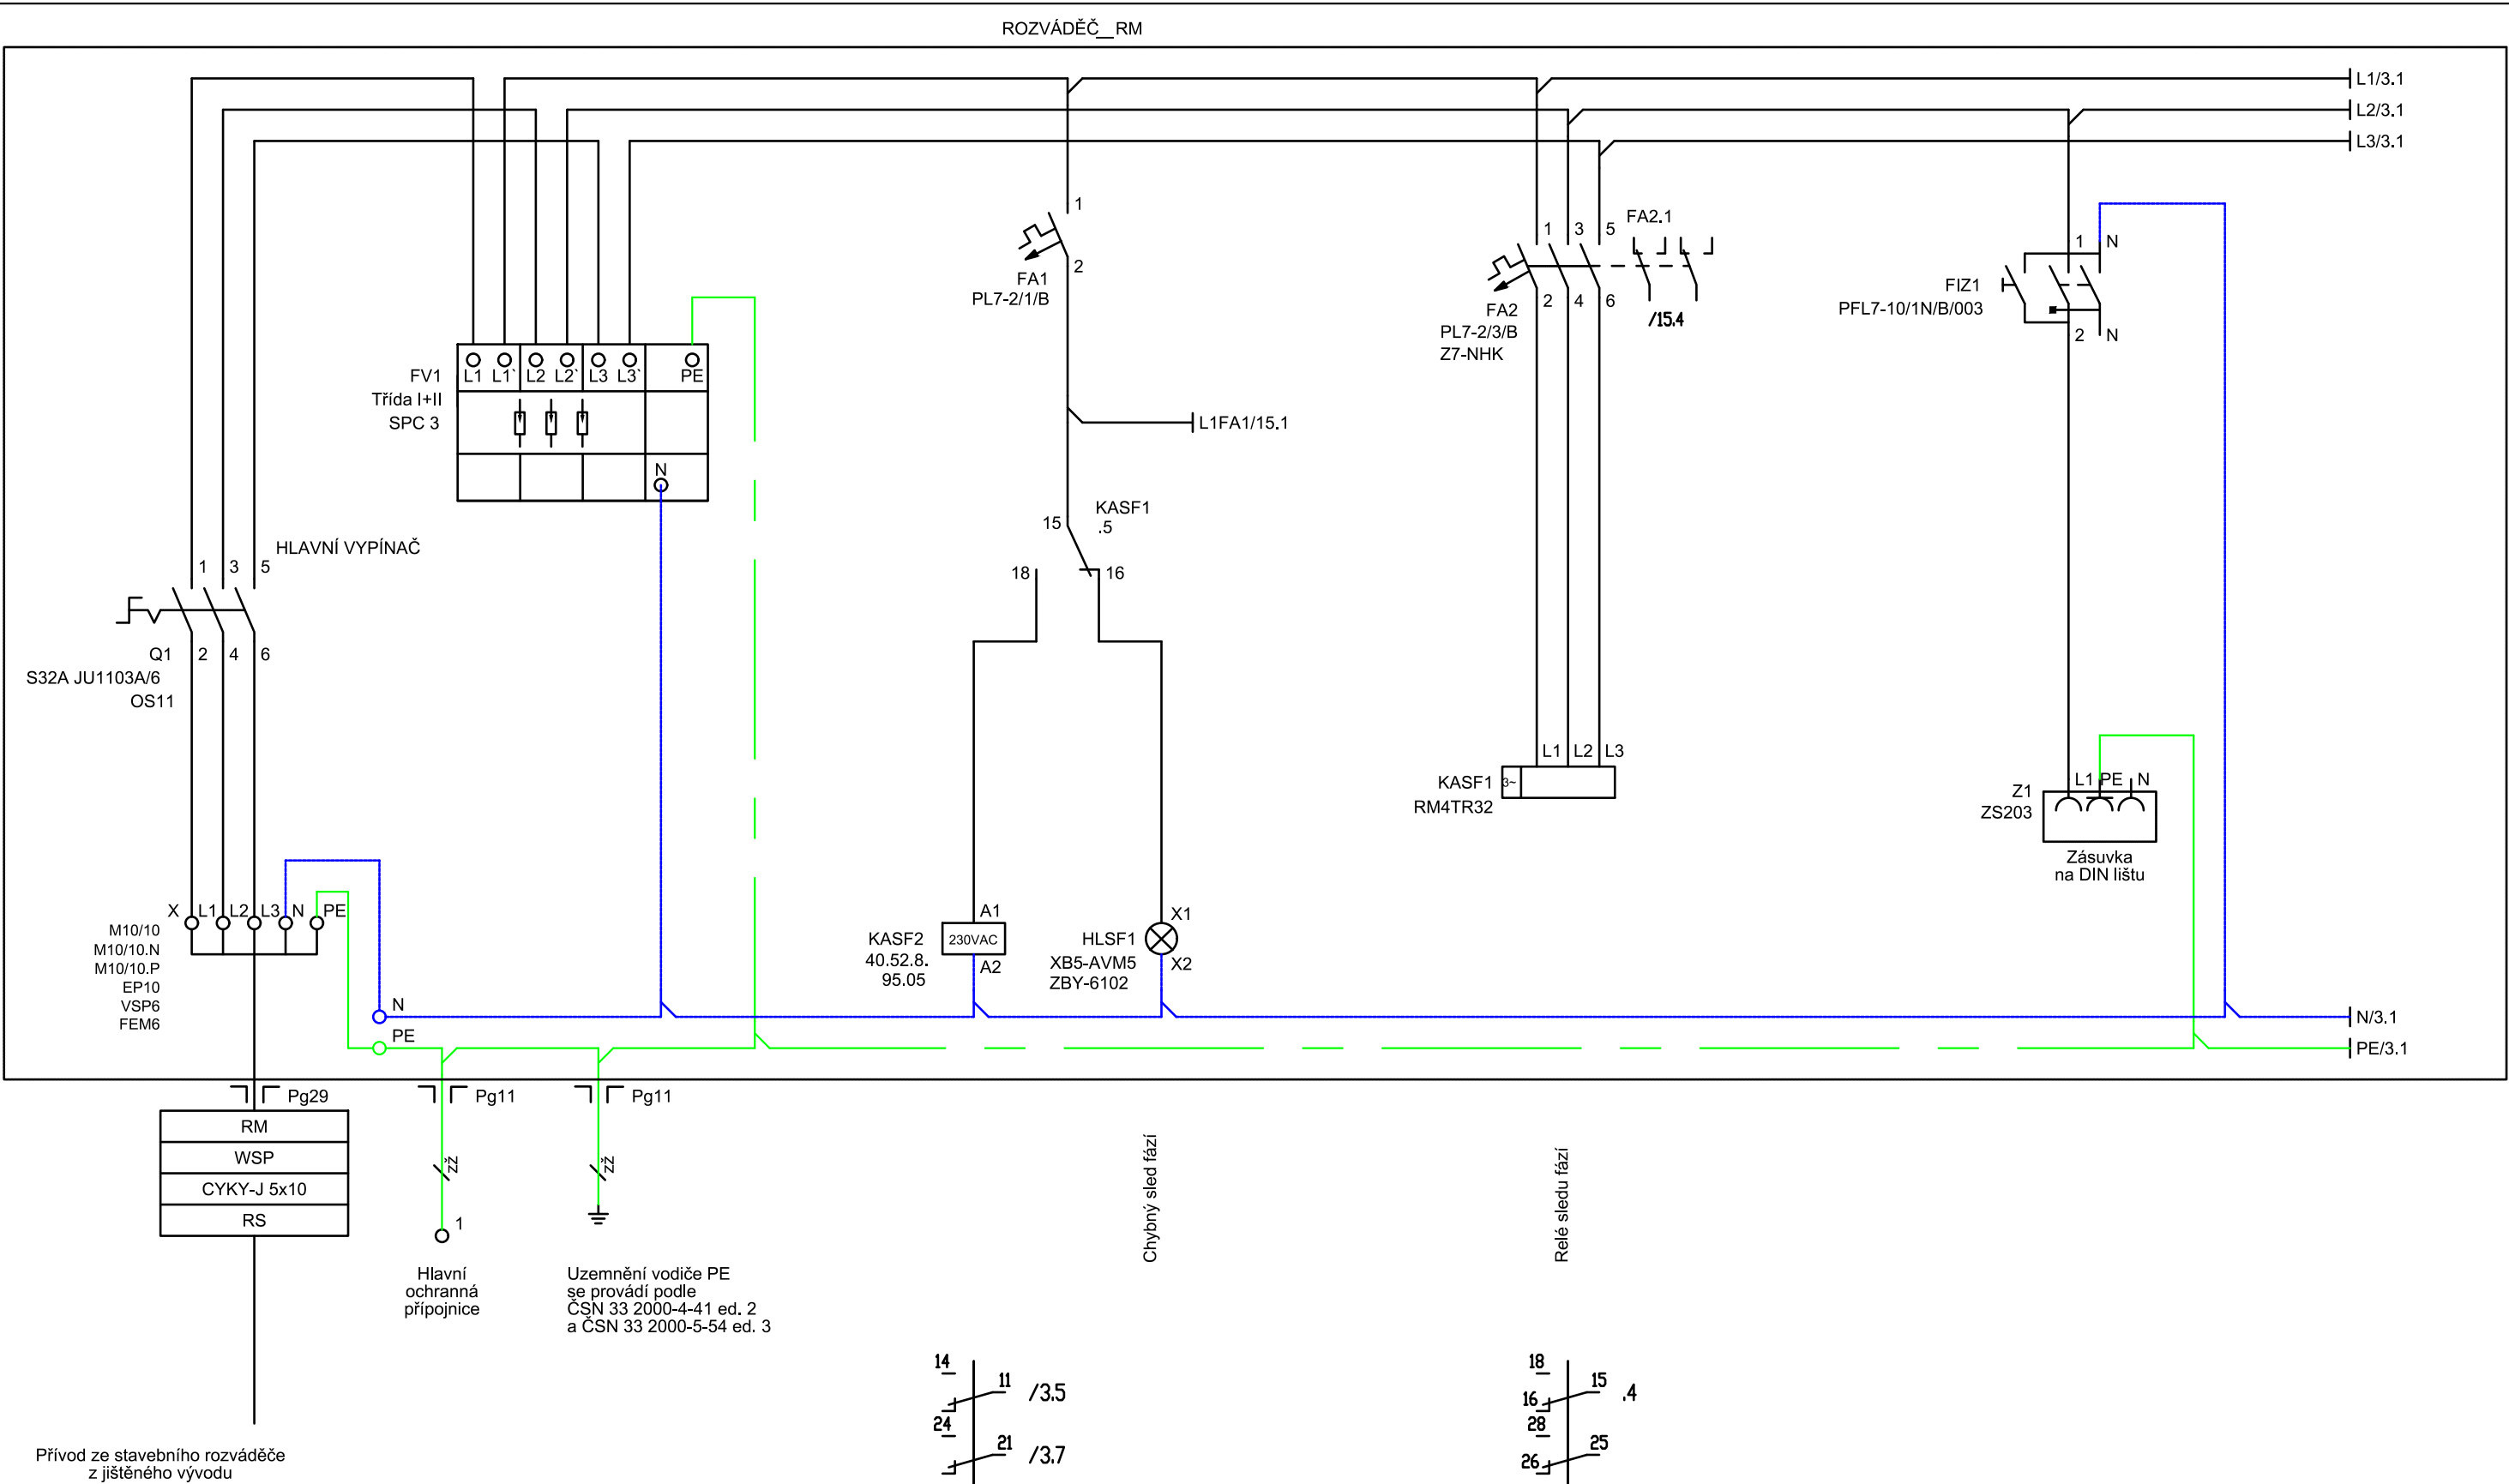 ROZVÁDĚČ__RM
L1/3.1
L2/3.1
L3/3.1
1
2
FA1
PL7-2/1/B
1 3 5
FA2.1
2 4 6
FA2
PL7-2/3/B
Z7-NHK
/15.4
1 N
FIZ1
PFL7-10/1N/B/003
2 N
FV1
Třída I+II
SPC 3
L1 L1` L2 L2` L3 L3` PE
N
L1FA1/15.1
KASF1
.5
15
18
16
HLAVNÍ VYPÍNAČ
1 3 5
Q1
2 4 6
S32A JU1103A/6
OS11
L1 L2 L3
KASF1
3~
RM4TR32
L1 PE N
Z1
ZS203
Zásuvka
na DIN lištu
X L1 L2 L3 N PE
M10/10
M10/10.N
M10/10.P
EP10
VSP6
FEM6
A1
KASF2
230VAC
40.52.8.
95.05
A2
X1
HLSF1
XB5-AVM5
ZBY-6102
X2
N
PE
N/3.1
PE/3.1
Pg29
Pg11
Pg11
RM
WSP
CYKY-J 5x10
RS
zž
zž
1
Hlavní
ochranná
přípojnice
Uzemnění vodiče PE
se provádí podle
ČSN 33 2000-4-41 ed. 2
a ČSN 33 2000-5-54 ed. 3
Chybný sled fází
Relé sledu fází
14
11 /3.5
24
21 /3.7
18
15 .4
16
28
25
26
Přívod ze stavebního rozváděče
z jištěného vývodu